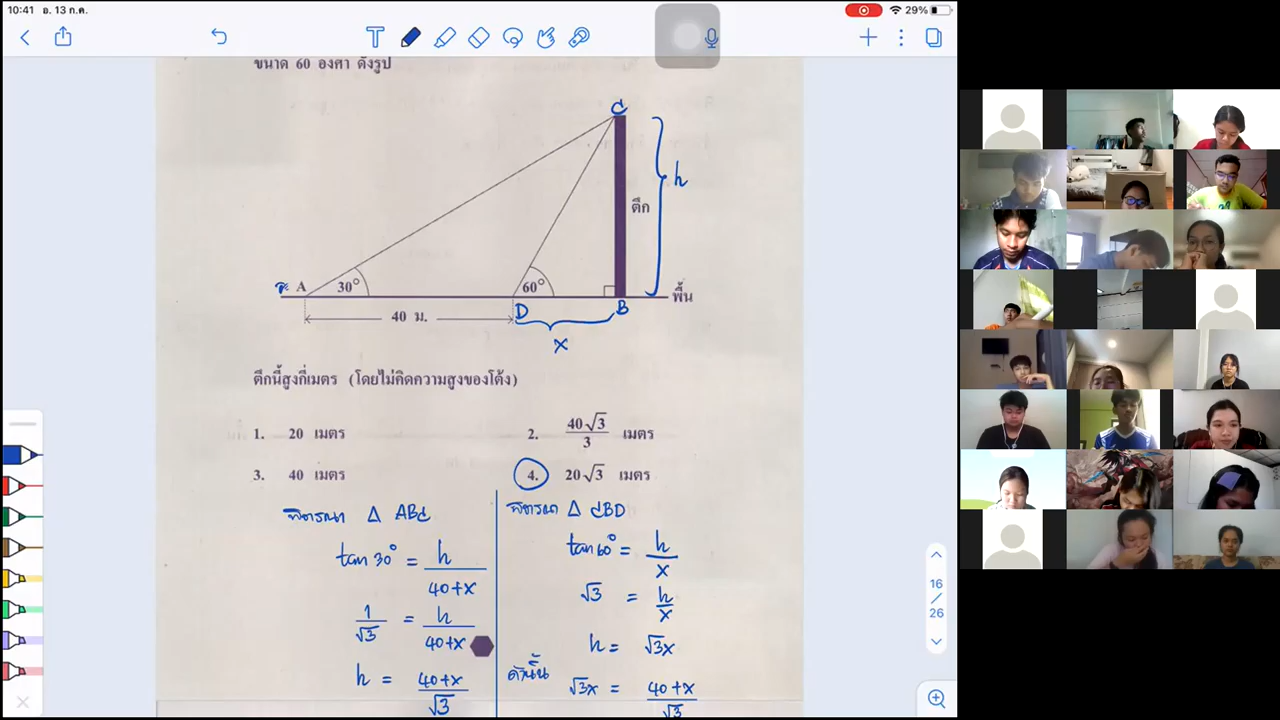 10:41 อ. 13 ก.ค.
29%
ขนาด 60 องศา ดังรูป
C
h
ตึก
A
30°
60°
พื้น
40 ม.
D
B
x
ตึกนี้สูงกี่เมตร (โดยไม่คิดความสูงของโต้ง)
1. 20 เมตร
2. 40√3/3 เมตร
3. 40 เมตร
4. 20√3 เมตร
พิจารณา Δ ABC
tan 30° = h/(40+x)
1/√3 = h/(40+x)
h = (40+x)/√3
พิจารณา Δ CBD
tan 60° = h/x
√3 = h/x
h = √3x
ดังนั้น √3x = (40+x)/√3
16
/
26